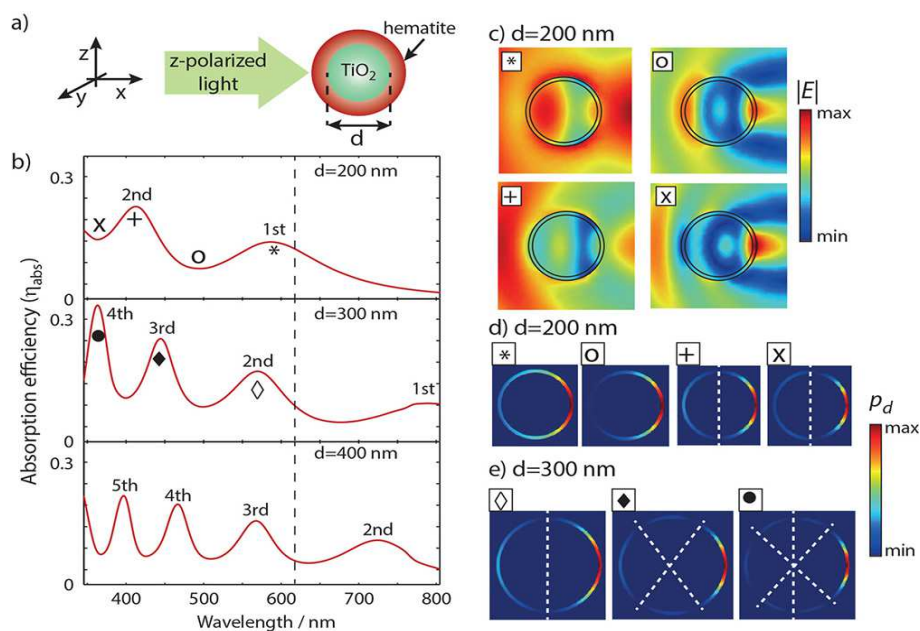 a)
z
y
x
z-polarized
light
hematite
TiO₂
d
b)
Absorption efficiency (ηabs)
0.3
0
d=200 nm
x
2nd
+
o
1st
*
0.3
0
d=300 nm
4th
●
3rd
◆
2nd
◇
1st
0.3
0
d=400 nm
5th
4th
3rd
2nd
400
500
600
700
800
Wavelength / nm
c) d=200 nm
*
o
+
x
|E|
max
min
d) d=200 nm
*
o
+
x
e) d=300 nm
◇
◆
●
pd
max
min